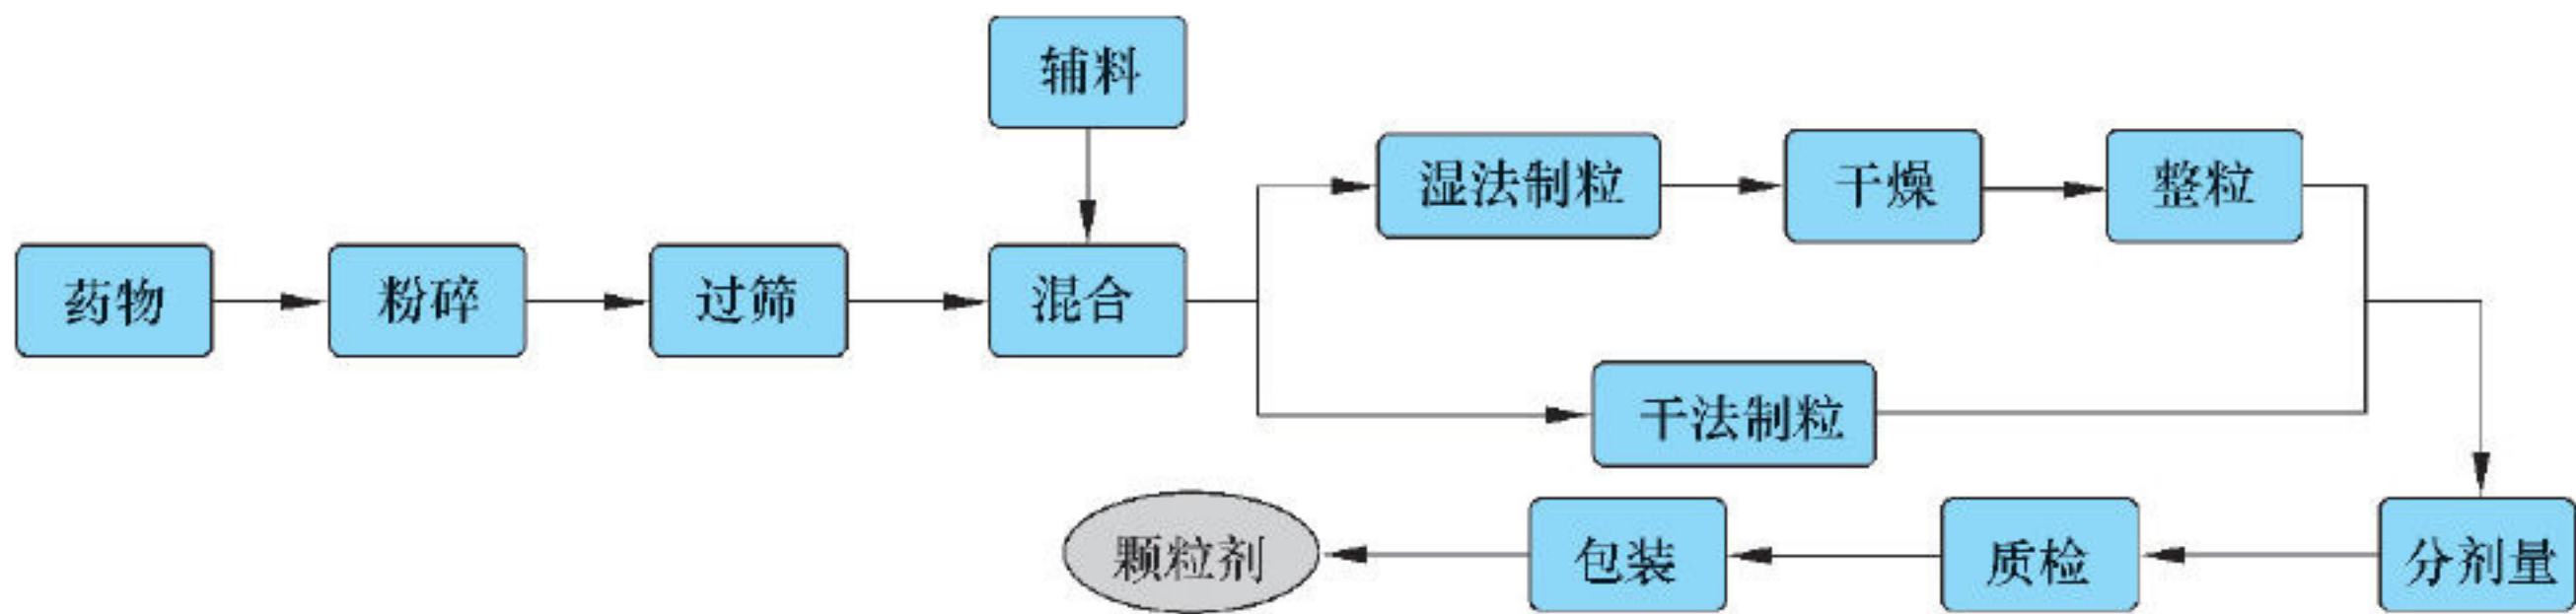 辅料
药物
粉碎
过筛
混合
湿法制粒
干燥
整粒
干法制粒
分剂量
质检
包装
颗粒剂